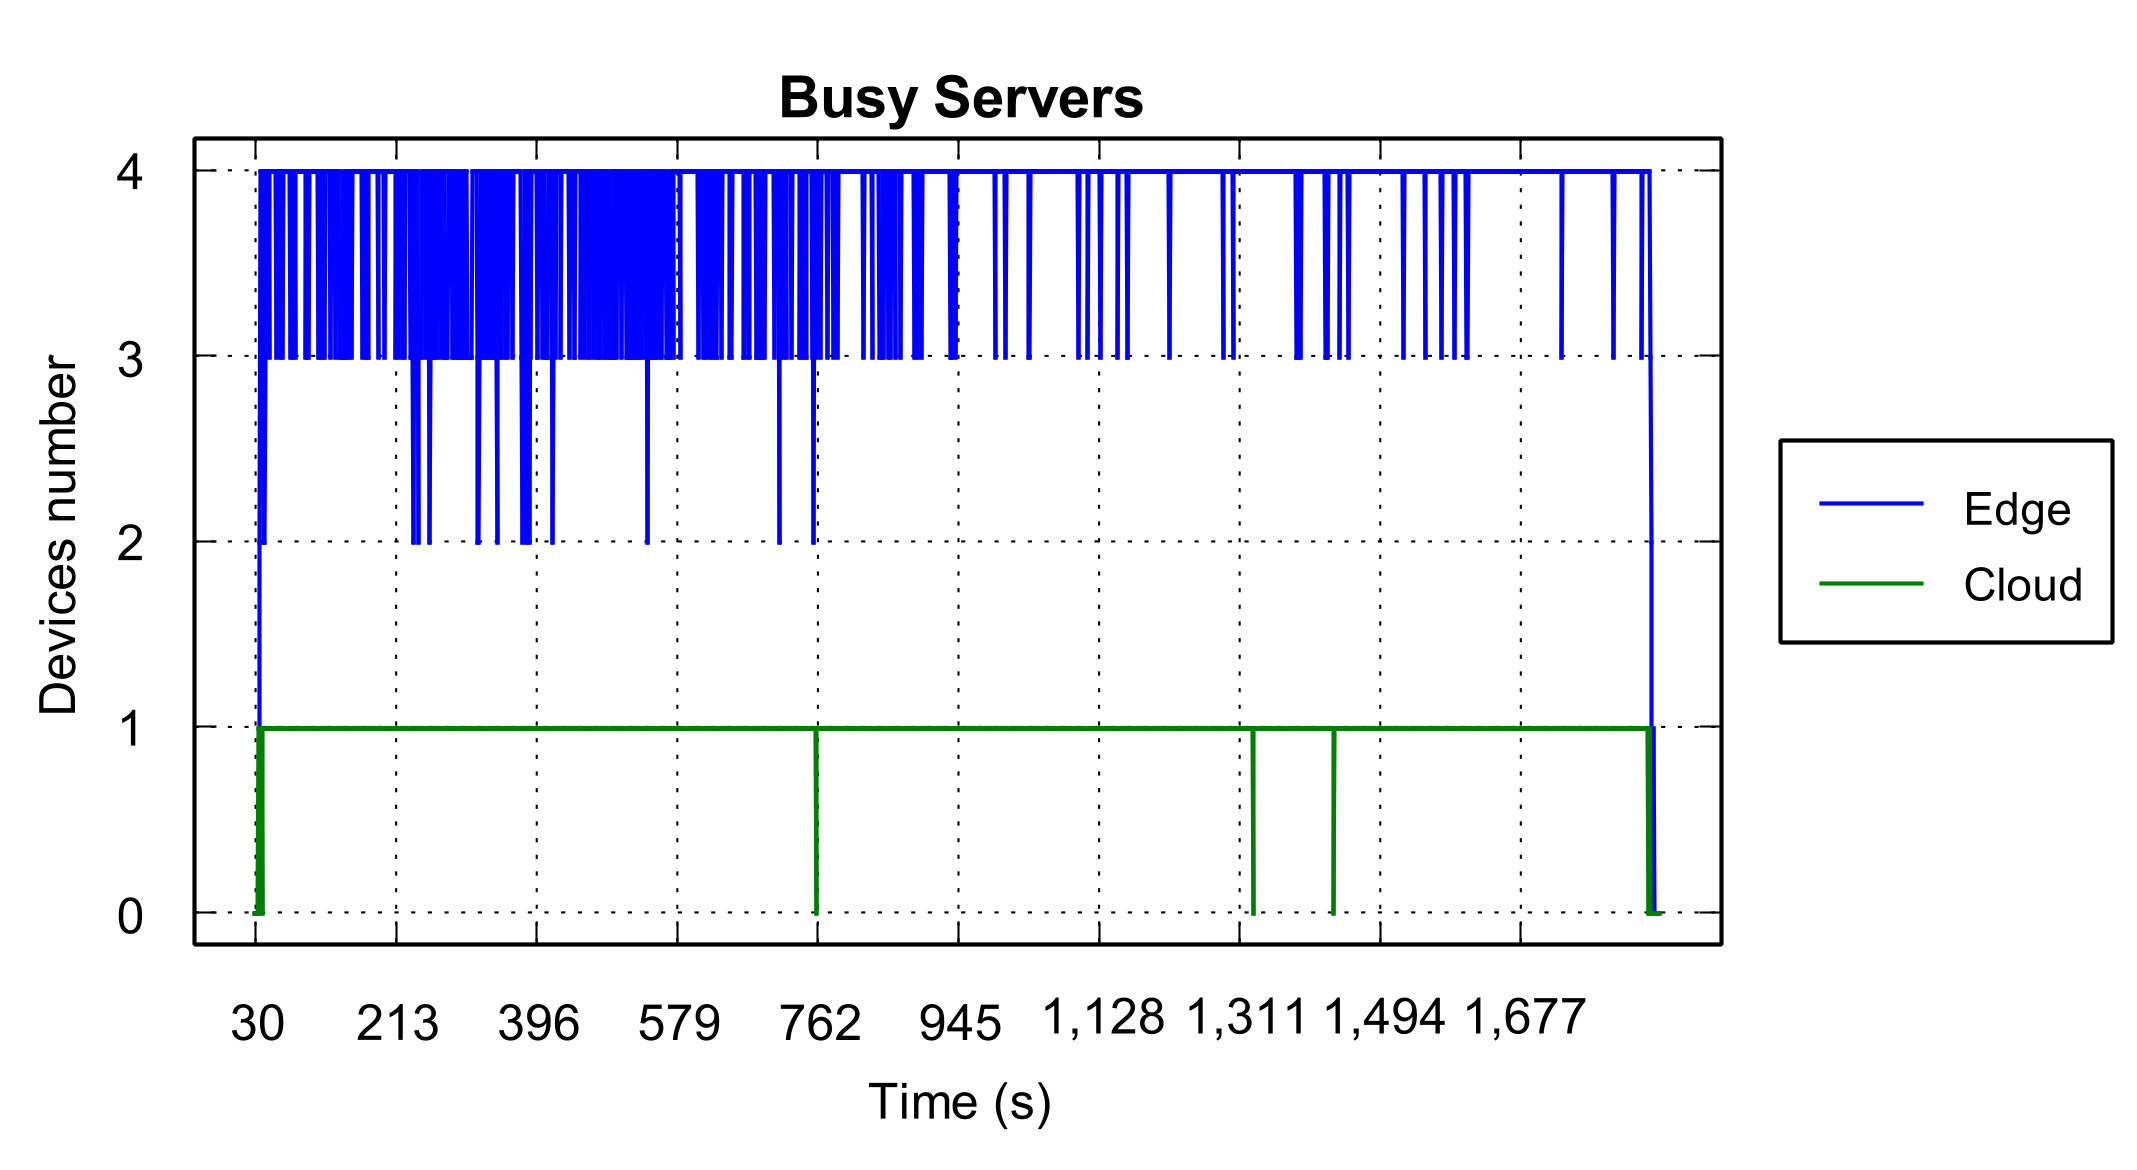 Busy Servers
4
3
2
1
0
Devices number
30 213 396 579 762 945 1,128 1,311 1,494 1,677
Time (s)
Edge
Cloud